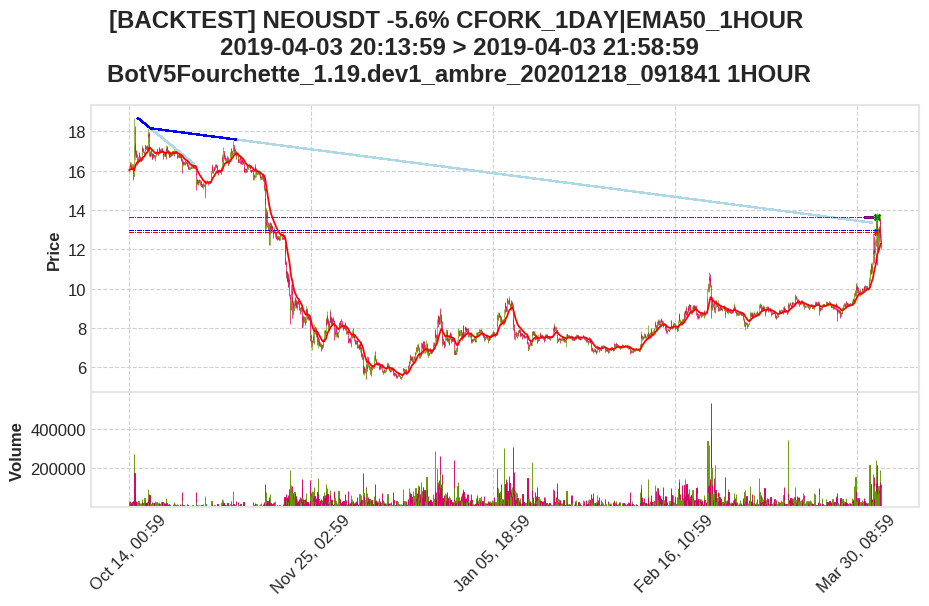 [BACKTEST] NEOUSDT -5.6% CFORK_1DAY|EMA50_1HOUR
2019-04-03 20:13:59 > 2019-04-03 21:58:59
BotV5Fourchette_1.19.dev1_ambre_20201218_091841 1HOUR
Price
18
16
14
12
10
8
6
Volume
400000
200000
Oct 14, 00:59
Nov 25, 02:59
Jan 05, 18:59
Feb 16, 10:59
Mar 30, 08:59